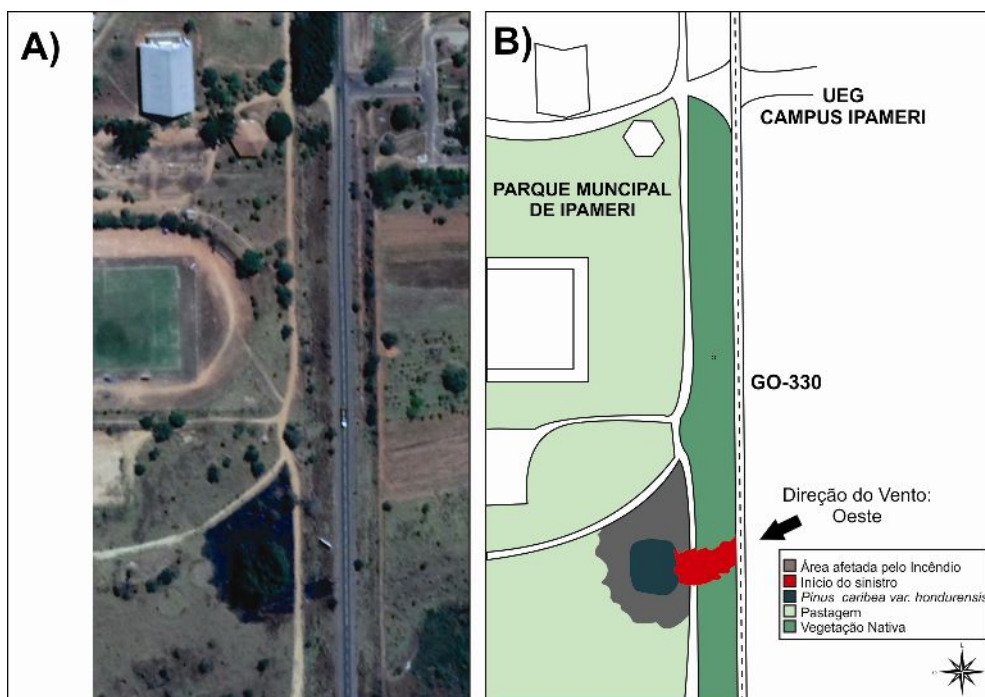 A)
B)
UEG
CAMPUS IPAMERI
PARQUE MUNCIPAL
DE IPAMERI
GO-330
Direção do Vento:
Oeste
Área afetada pelo Incêndio
Início do sinistro
Pinus caribea var. hondurensis
Pastagem
Vegetação Nativa